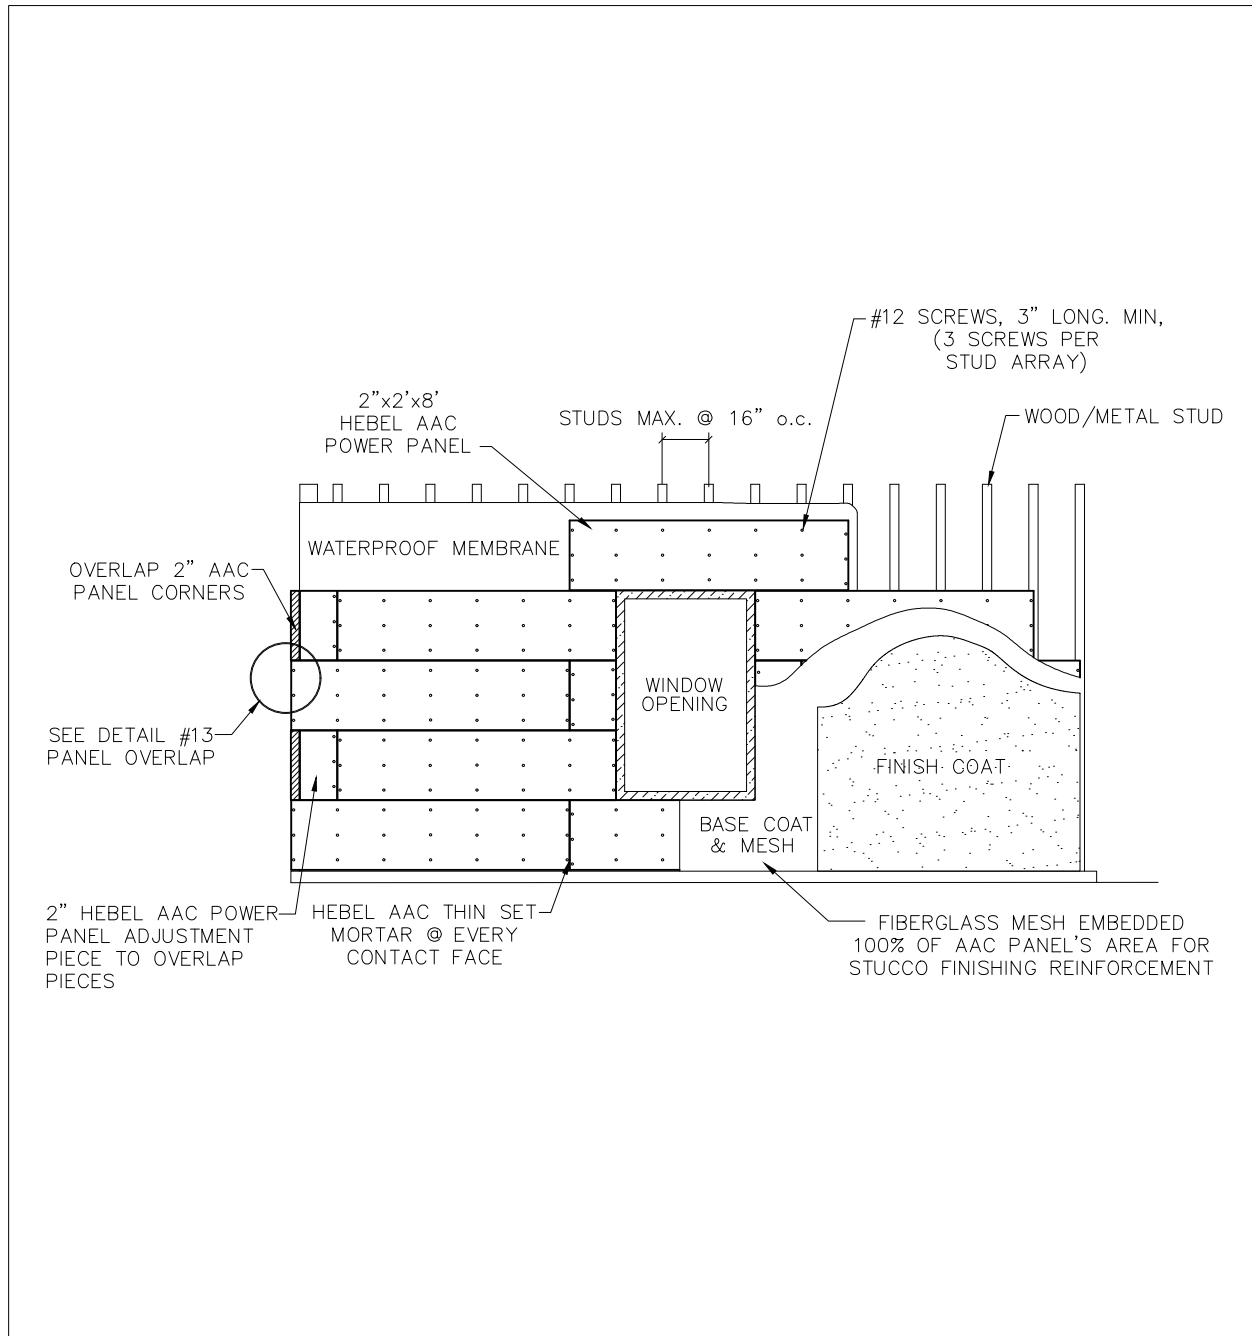 #12 SCREWS, 3" LONG. MIN,
(3 SCREWS PER
STUD ARRAY)
2"x2'x8'
HEBEL AAC
POWER PANEL
STUDS MAX. @ 16" o.c.
WOOD/METAL STUD
WATERPROOF MEMBRANE
OVERLAP 2" AAC
PANEL CORNERS
WINDOW
OPENING
SEE DETAIL #13
PANEL OVERLAP
FINISH COAT
BASE COAT
& MESH
2" HEBEL AAC POWER
PANEL ADJUSTMENT
PIECE TO OVERLAP
PIECES
HEBEL AAC THIN SET
MORTAR @ EVERY
CONTACT FACE
FIBERGLASS MESH EMBEDDED
100% OF AAC PANEL'S AREA FOR
STUCCO FINISHING REINFORCEMENT